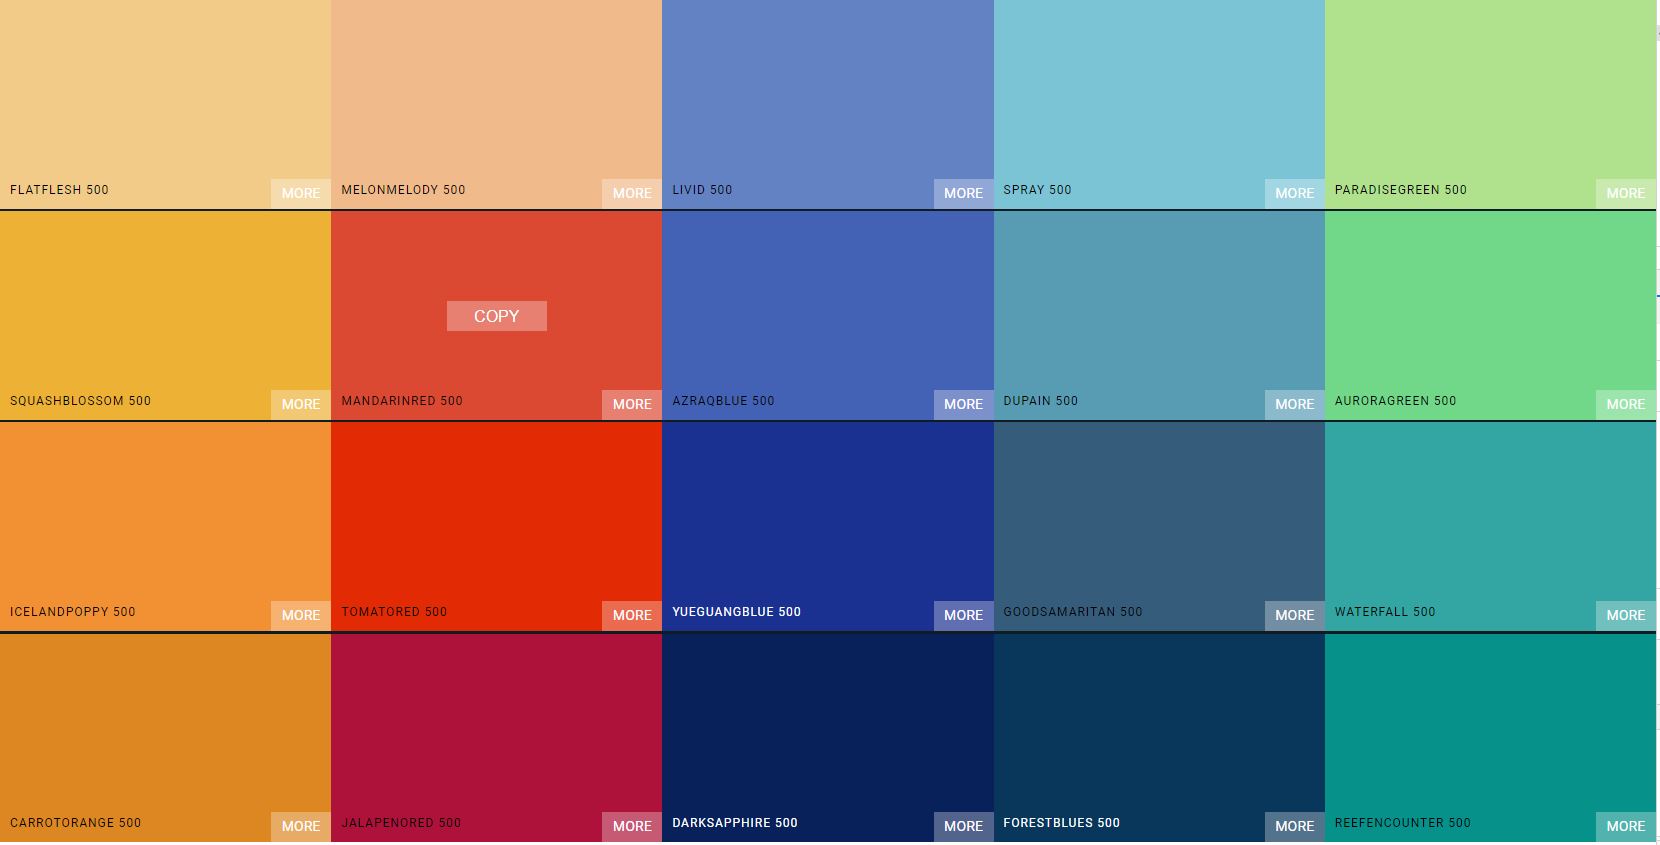 FLATFLESH 500 MORE
MELONMELODY 500 MORE
LIVID 500 MORE
SPRAY 500 MORE
PARADISEGREEN 500 MORE
SQUASHBLOSSOM 500 MORE
COPY
MANDARINRED 500 MORE
AZRAQBLUE 500 MORE
DUPAIN 500 MORE
AURORAGREEN 500 MORE
ICELANDPOPPY 500 MORE
TOMATORED 500 MORE
YUEGUANGBLUE 500 MORE
GOODSAMARITAN 500 MORE
WATERFALL 500 MORE
CARROTORANGE 500 MORE
JALAPENORED 500 MORE
DARKSAPPHIRE 500 MORE
FORESTBLUES 500 MORE
REEFENCOUNTER 500 MORE